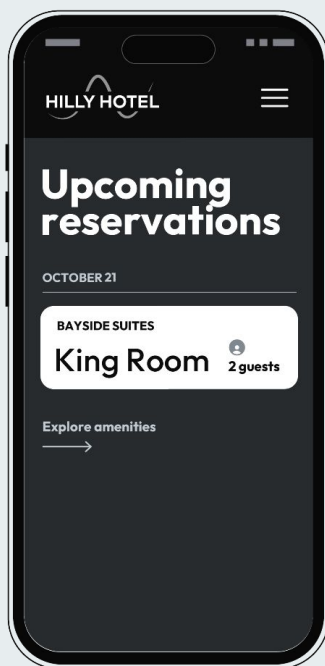 HILLY HOTEL
Upcoming
reservations
OCTOBER 21
BAYSIDE SUITES
King Room
2 guests
Explore amenities